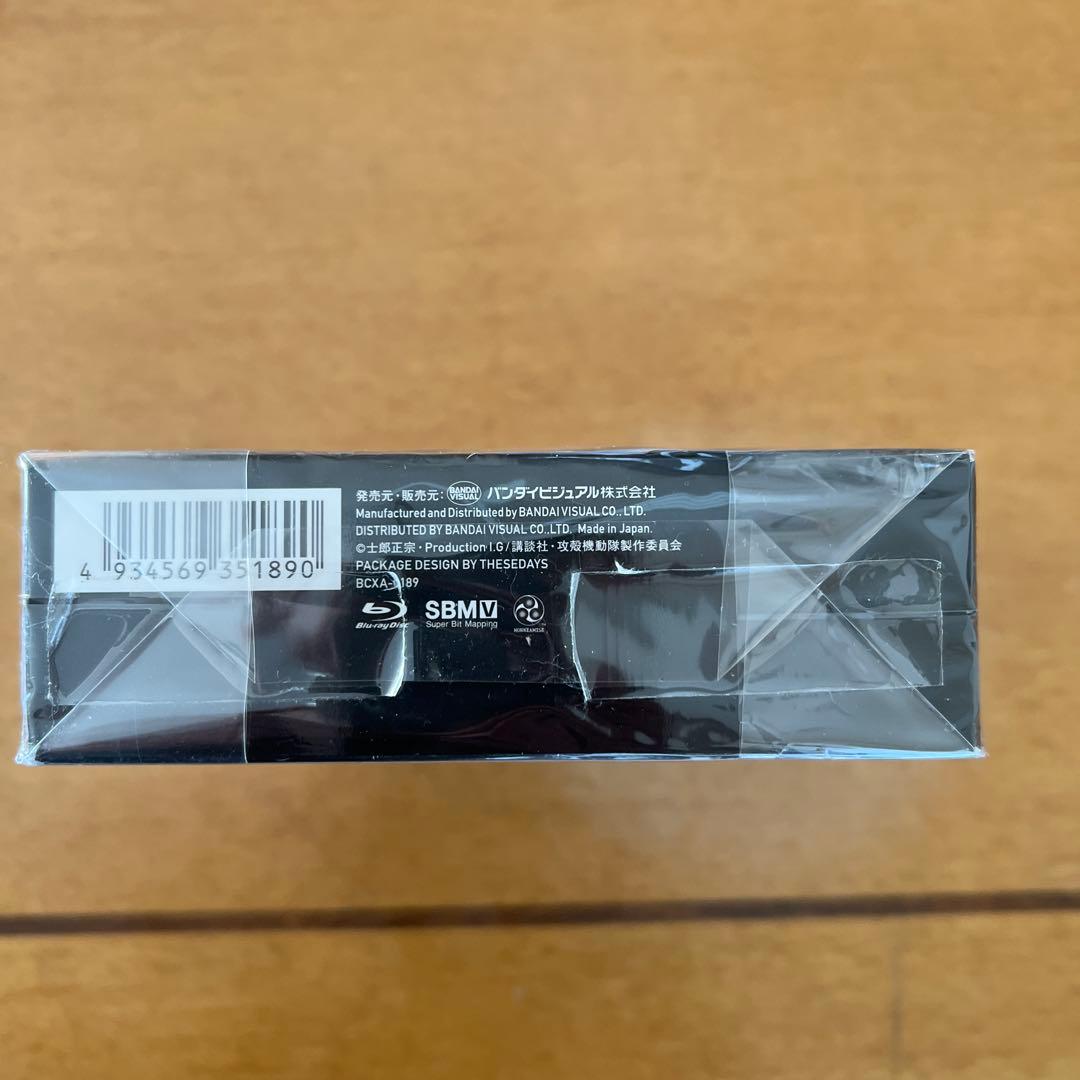 発売元・販売元: BANDAI VISUAL バンダイビジュアル株式会社
Manufactured and Distributed by BANDAI VISUAL CO., LTD.
DISTRIBUTED BY BANDAI VISUAL CO.,LTD. Made in Japan.
©士郎正宗・Production I.G/講談社・攻殻機動隊製作委員会
PACKAGE DESIGN BY THESEDAYS
4 934569 351890
Blu-ray Disc
SBMV
Super Bit Mapping
HONNEAMISE